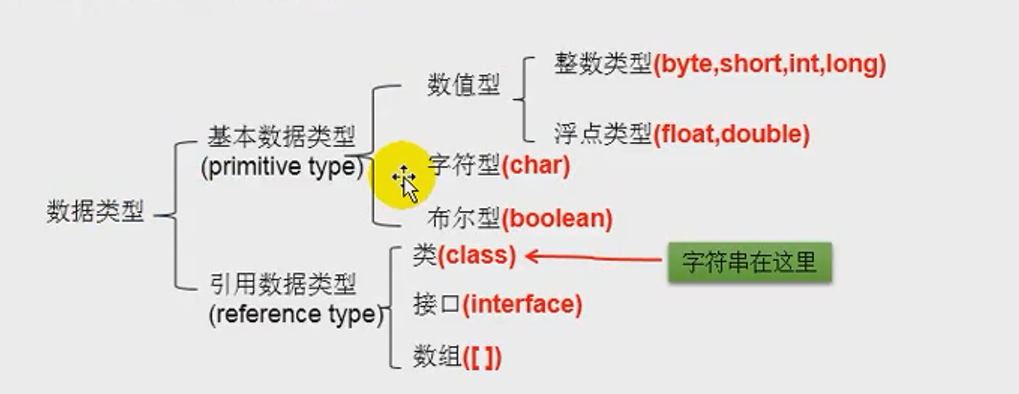 整数类型(byte,short,int,long)
数值型
浮点类型(float,double)
基本数据类型
(primitive type)
字符型(char)
布尔型(boolean)
数据类型
类(class)
字符串在这里
引用数据类型
(reference type)
接口(interface)
数组([ ])